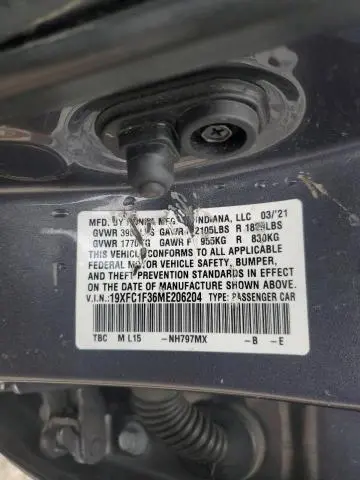 MFD. BY HONDA MFG. INDIANA, LLC 03/'21
GVWR LBS GAWR F 2105LBS R LBS
GVWR 1770KG GAWR F 955KG R 830KG
THIS VEHICLE CONFORMS TO ALL APPLICABLE
FEDERAL MOTOR VEHICLE SAFETY, BUMPER,
AND THEFT PREVENTION STANDARDS IN EFFECT
ON THE DATE OF MANUFACTURE SHOWN ABOVE.
V.I.N.:19XFC1F36ME206204 TYPE: PASSENGER CAR
TBC M L15 -NH797MX -B -E